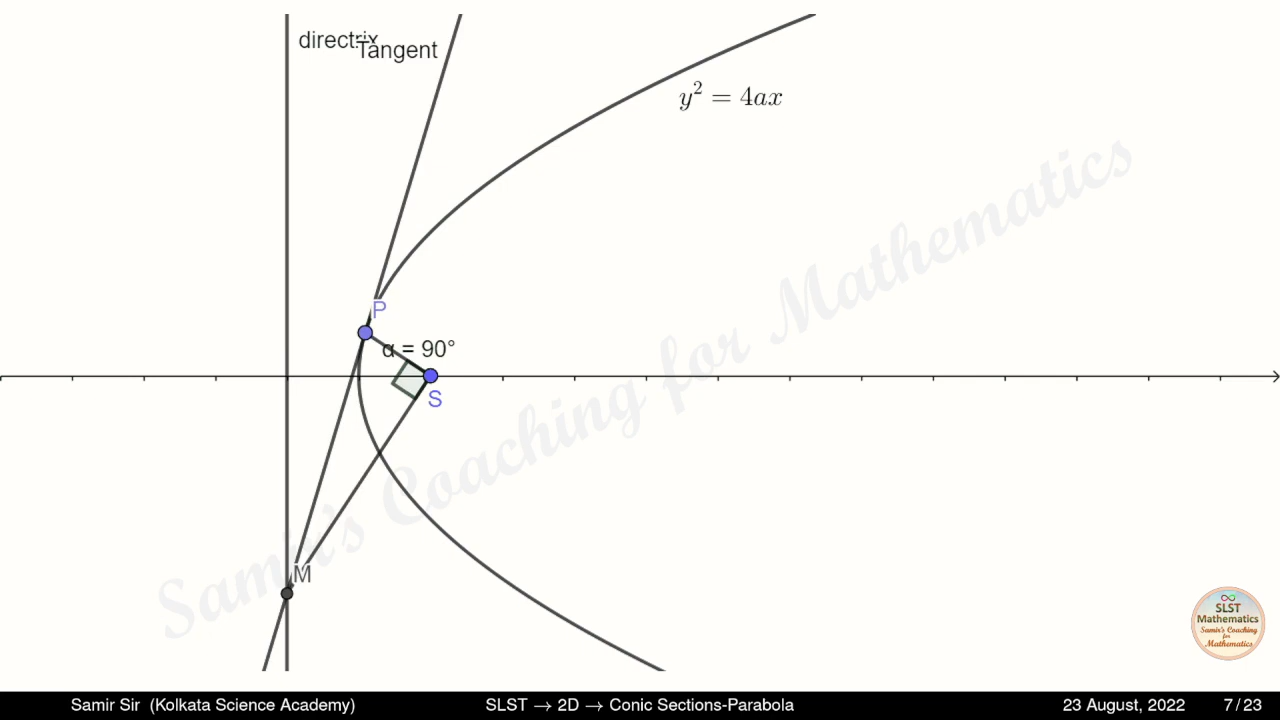 directrix
Tangent
y² = 4ax
P
α = 90°
S
M
Samir's Coaching for Mathematics
SLST
Mathematics
Samir's Coaching
for
Mathematics
Samir Sir (Kolkata Science Academy) SLST → 2D → Conic Sections-Parabola 23 August, 2022 7 / 23